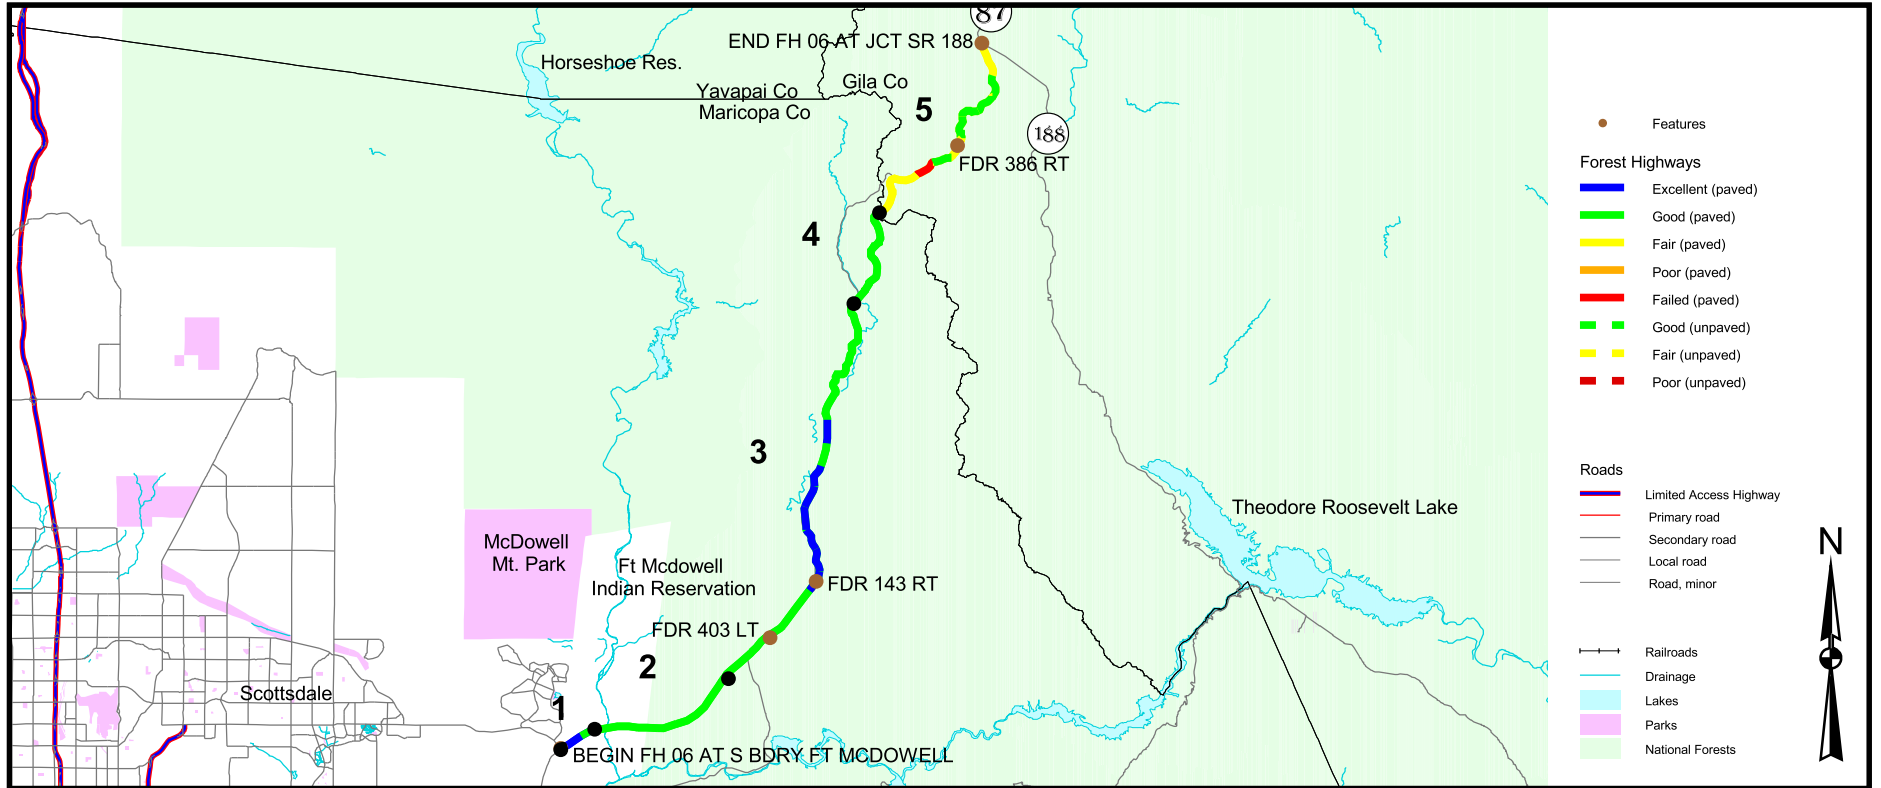 87
END FH 06 AT JCT SR 188
Horseshoe Res.
Gila Co
Yavapai Co
Maricopa Co
5
188
FDR 386 RT
4
3
Theodore Roosevelt Lake
McDowell
Mt. Park
Ft Mcdowell
Indian Reservation
FDR 143 RT
FDR 403 LT
2
Scottsdale
1
BEGIN FH 06 AT S BDRY FT MCDOWELL
Features
Forest Highways
Excellent (paved)
Good (paved)
Fair (paved)
Poor (paved)
Failed (paved)
Good (unpaved)
Fair (unpaved)
Poor (unpaved)
Roads
Limited Access Highway
Primary road
Secondary road
Local road
Road, minor
N
Railroads
Drainage
Lakes
Parks
National Forests